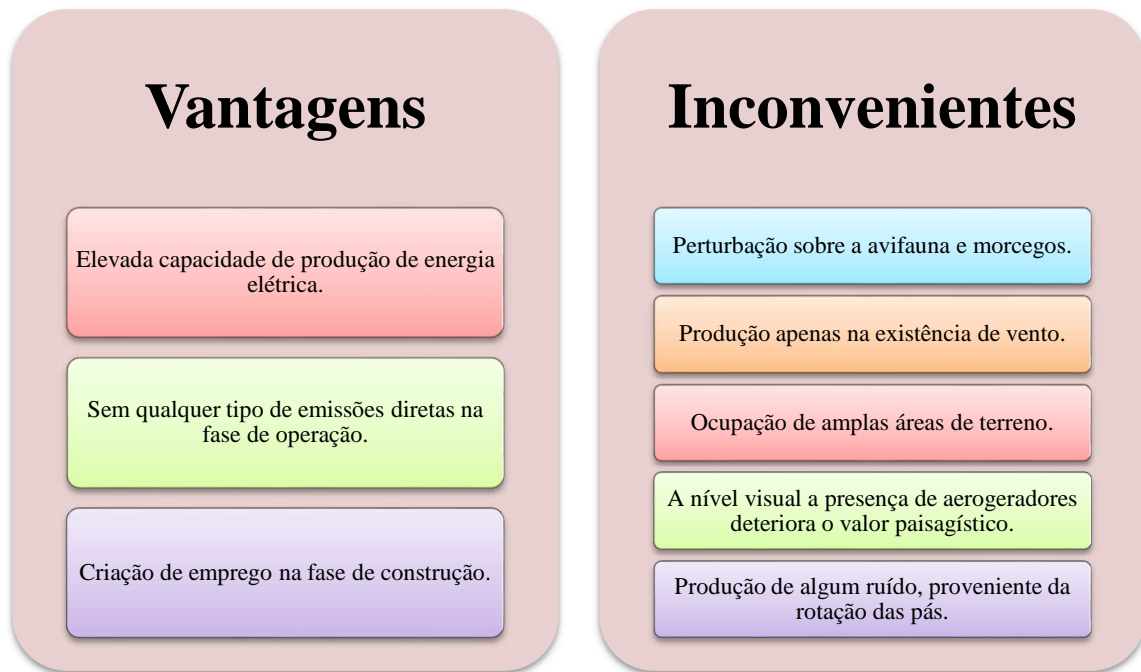 Vantagens
Elevada capacidade de produção de energia
elétrica.
Sem qualquer tipo de emissões diretas na
fase de operação.
Criação de emprego na fase de construção.
Inconvenientes
Perturbação sobre a avifauna e morcegos.
Produção apenas na existência de vento.
Ocupação de amplas áreas de terreno.
A nível visual a presença de aerogeradores
deteriora o valor paisagístico.
Produção de algum ruído, proveniente da
rotação das pás.